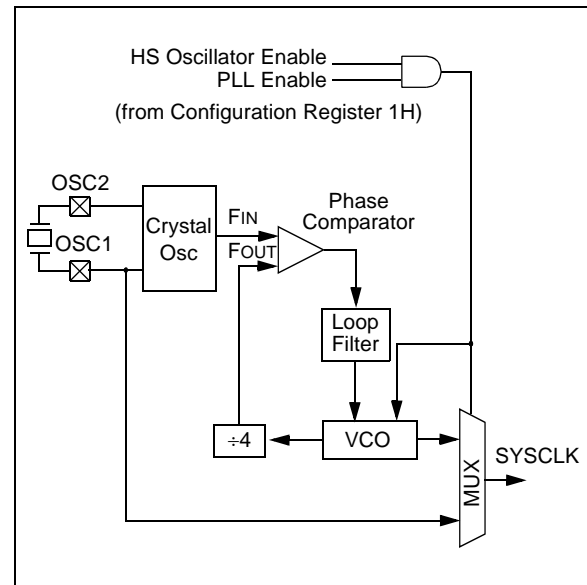 HS Oscillator Enable
PLL Enable
(from Configuration Register 1H)
OSC2
OSC1
Crystal
Osc
FIN
FOUT
Phase
Comparator
Loop
Filter
÷4
VCO
MUX
SYSCLK